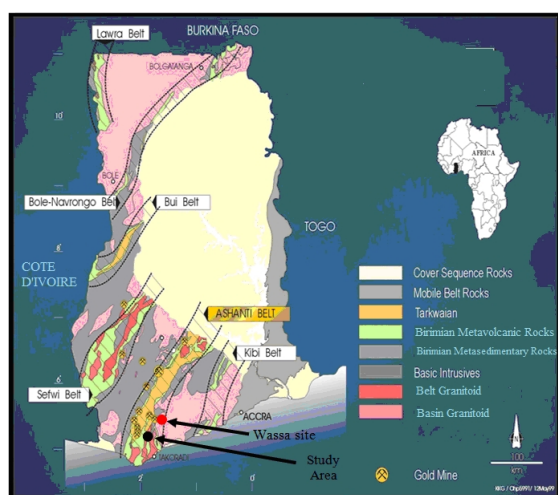 Lawra Belt
BURKINA FASO
BOLGATANGA
BOLE
Bole-Navrongo Belt
Bui Belt
AFRICA
TOGO
COTE
D'IVOIRE
ASHANTI BELT
Kibi Belt
Sefwi Belt
ACCRA
TAKORADI
Wassa site
Study
Area
Cover Sequence Rocks
Mobile Belt Rocks
Tarkwaian
Birimian Metavolcanic Rocks
Birimian Metasedimentary Rocks
Basic Intrusives
Belt Granitoid
Basin Granitoid
100
km
Gold Mine